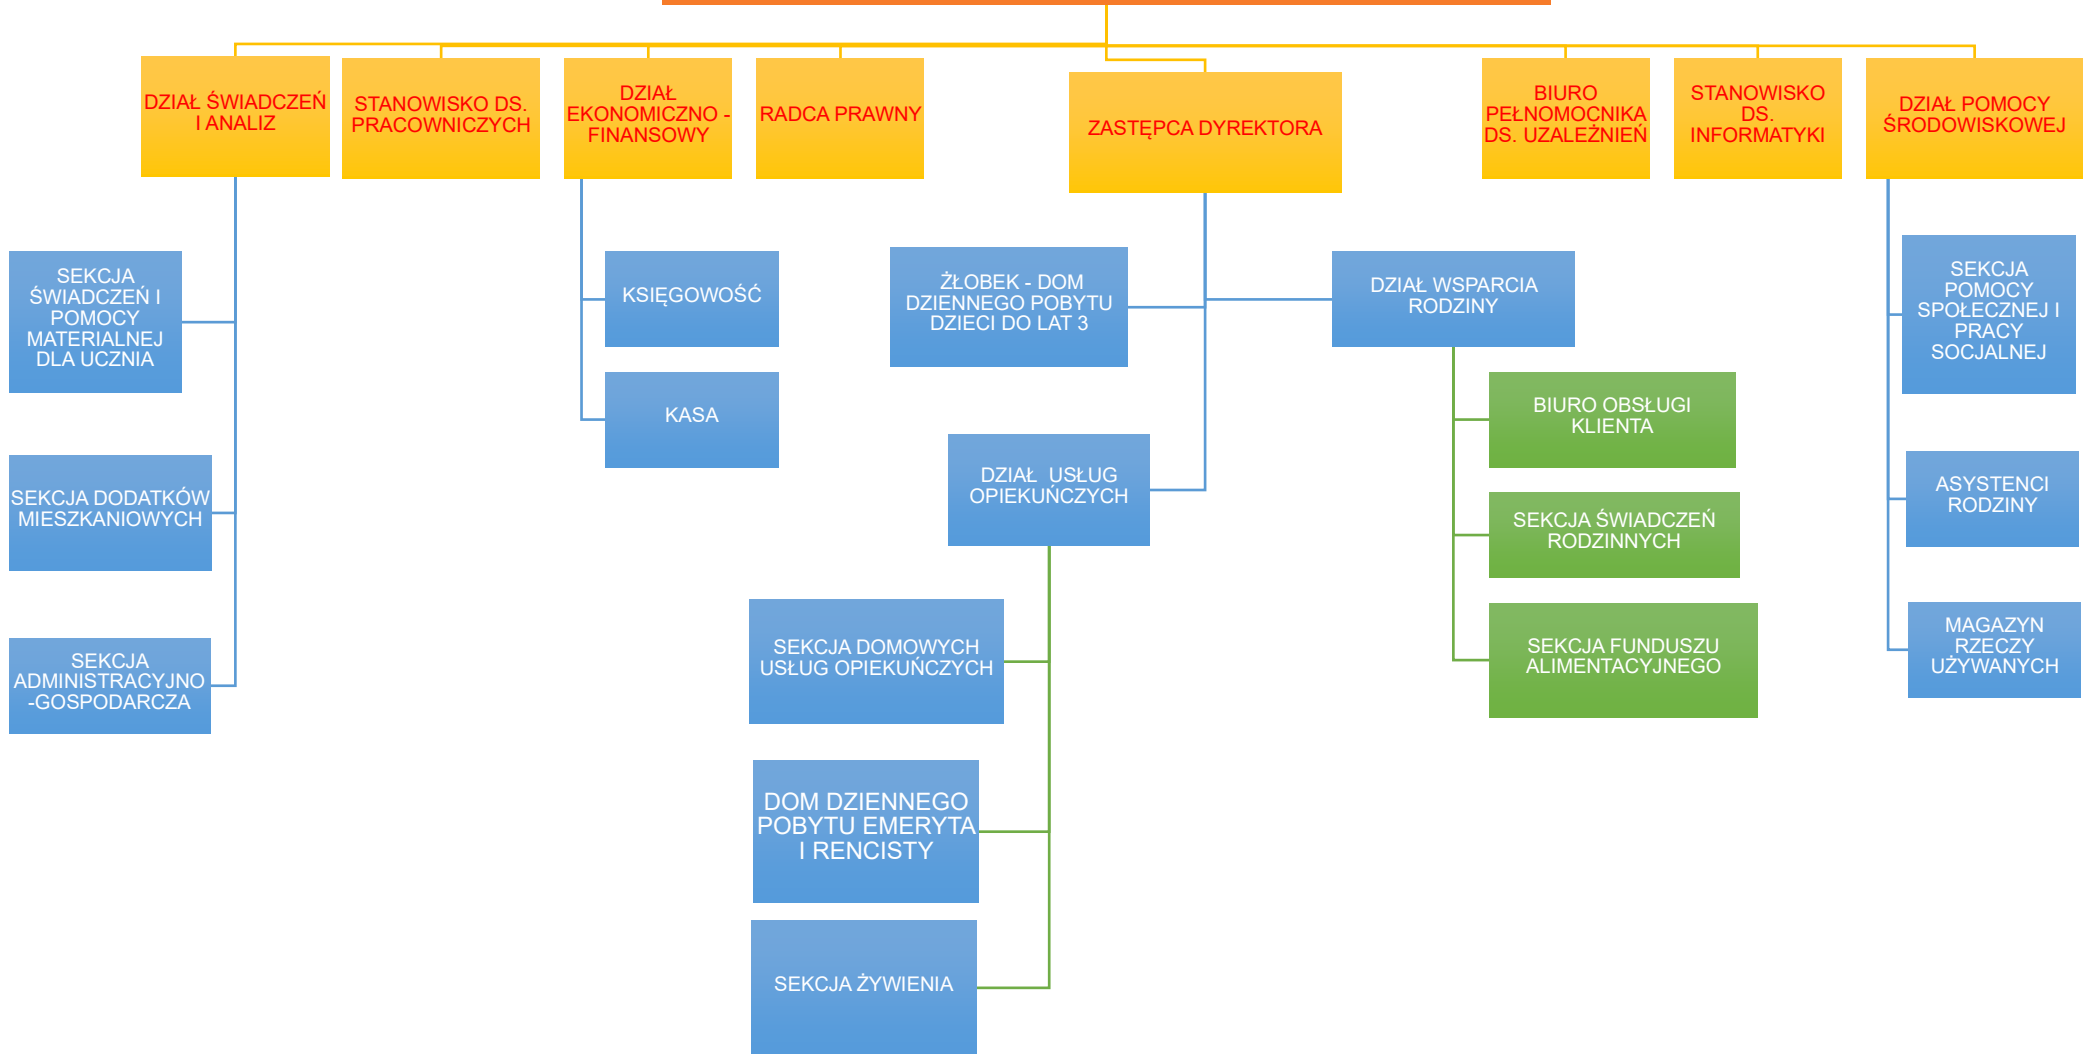 DZIAŁ ŚWIADCZEŃ
I ANALIZ
STANOWISKO DS.
PRACOWNICZYCH
DZIAŁ
EKONOMICZNO -
FINANSOWY
RADCA PRAWNY
ZASTĘPCA DYREKTORA
BIURO
PEŁNOMOCNIKA
DS. UZALEŻNIEŃ
STANOWISKO
DS.
INFORMATYKI
DZIAŁ POMOCY
ŚRODOWISKOWEJ
SEKCJA
ŚWIADCZEŃ I
POMOCY
MATERIALNEJ
DLA UCZNIA
SEKCJA DODATKÓW
MIESZKANIOWYCH
SEKCJA
ADMINISTRACYJNO
-GOSPODARCZA
KSIĘGOWOŚĆ
KASA
ŻŁOBEK - DOM
DZIENNEGO POBYTU
DZIECI DO LAT 3
DZIAŁ WSPARCIA
RODZINY
DZIAŁ  USŁUG
OPIEKUŃCZYCH
SEKCJA DOMOWYCH
USŁUG OPIEKUŃCZYCH
DOM DZIENNEGO
POBYTU EMERYTA
I RENCISTY
SEKCJA ŻYWIENIA
BIURO OBSŁUGI
KLIENTA
SEKCJA ŚWIADCZEŃ
RODZINNYCH
SEKCJA FUNDUSZU
ALIMENTACYJNEGO
SEKCJA
POMOCY
SPOŁECZNEJ I
PRACY
SOCJALNEJ
ASYSTENCI
RODZINY
MAGAZYN
RZECZY
UŻYWANYCH